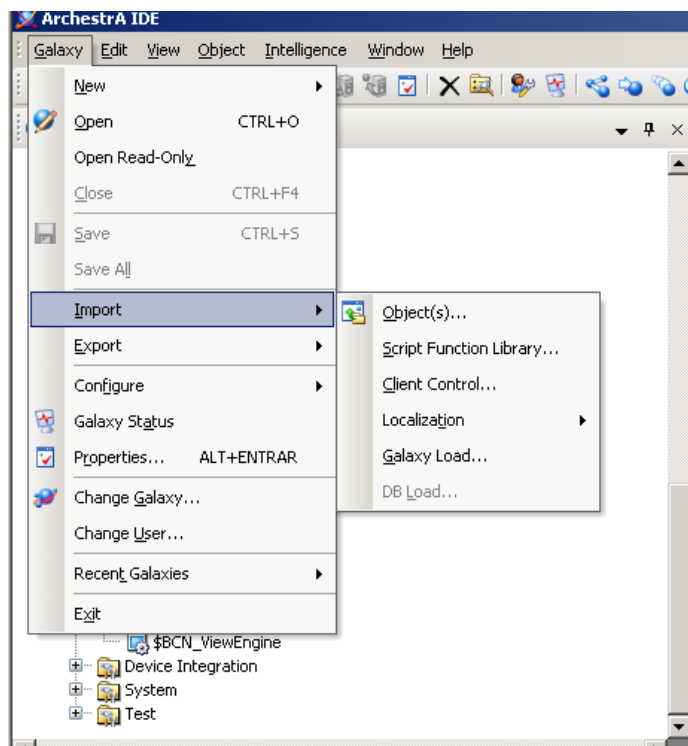 ArchestrA IDE
Galaxy Edit View Object Intelligence Window Help
New
Open CTRL+O
Open Read-Only
Close CTRL+F4
Save CTRL+S
Save All
Import
Export
Configure
Galaxy Status
Properties... ALT+ENTRAR
Change Galaxy...
Change User...
Recent Galaxies
Exit
Object(s)...
Script Function Library...
Client Control...
Localization
Galaxy Load...
DB Load...
$BCN_ViewEngine
Device Integration
System
Test